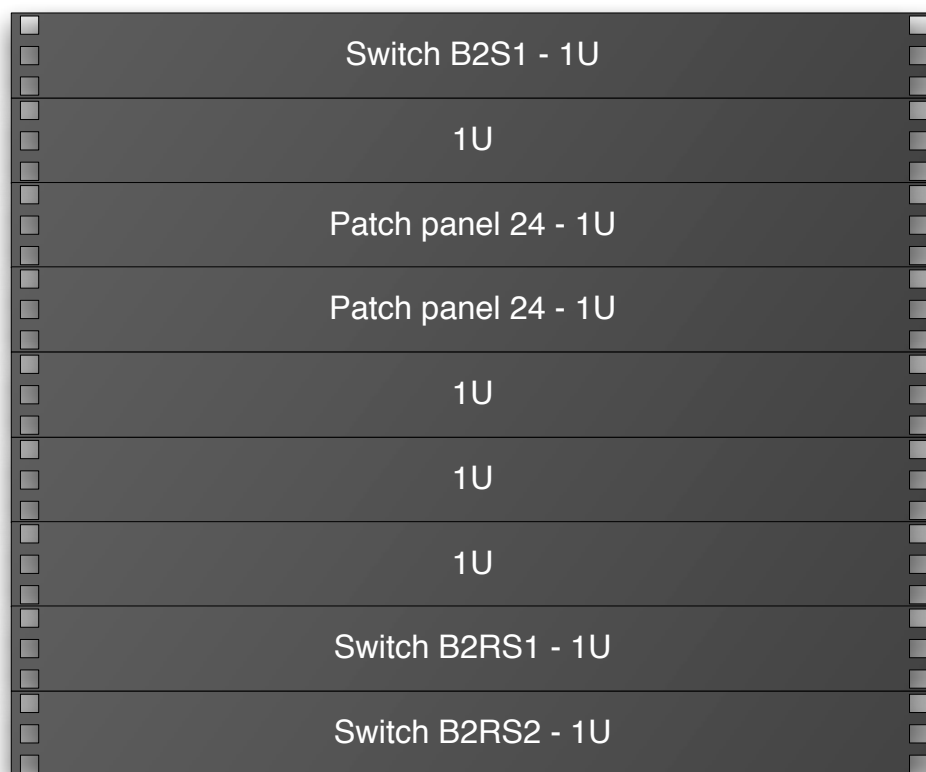 Switch B2S1 - 1U
1U
Patch panel 24 - 1U
Patch panel 24 - 1U
1U
1U
1U
Switch B2RS1 - 1U
Switch B2RS2 - 1U